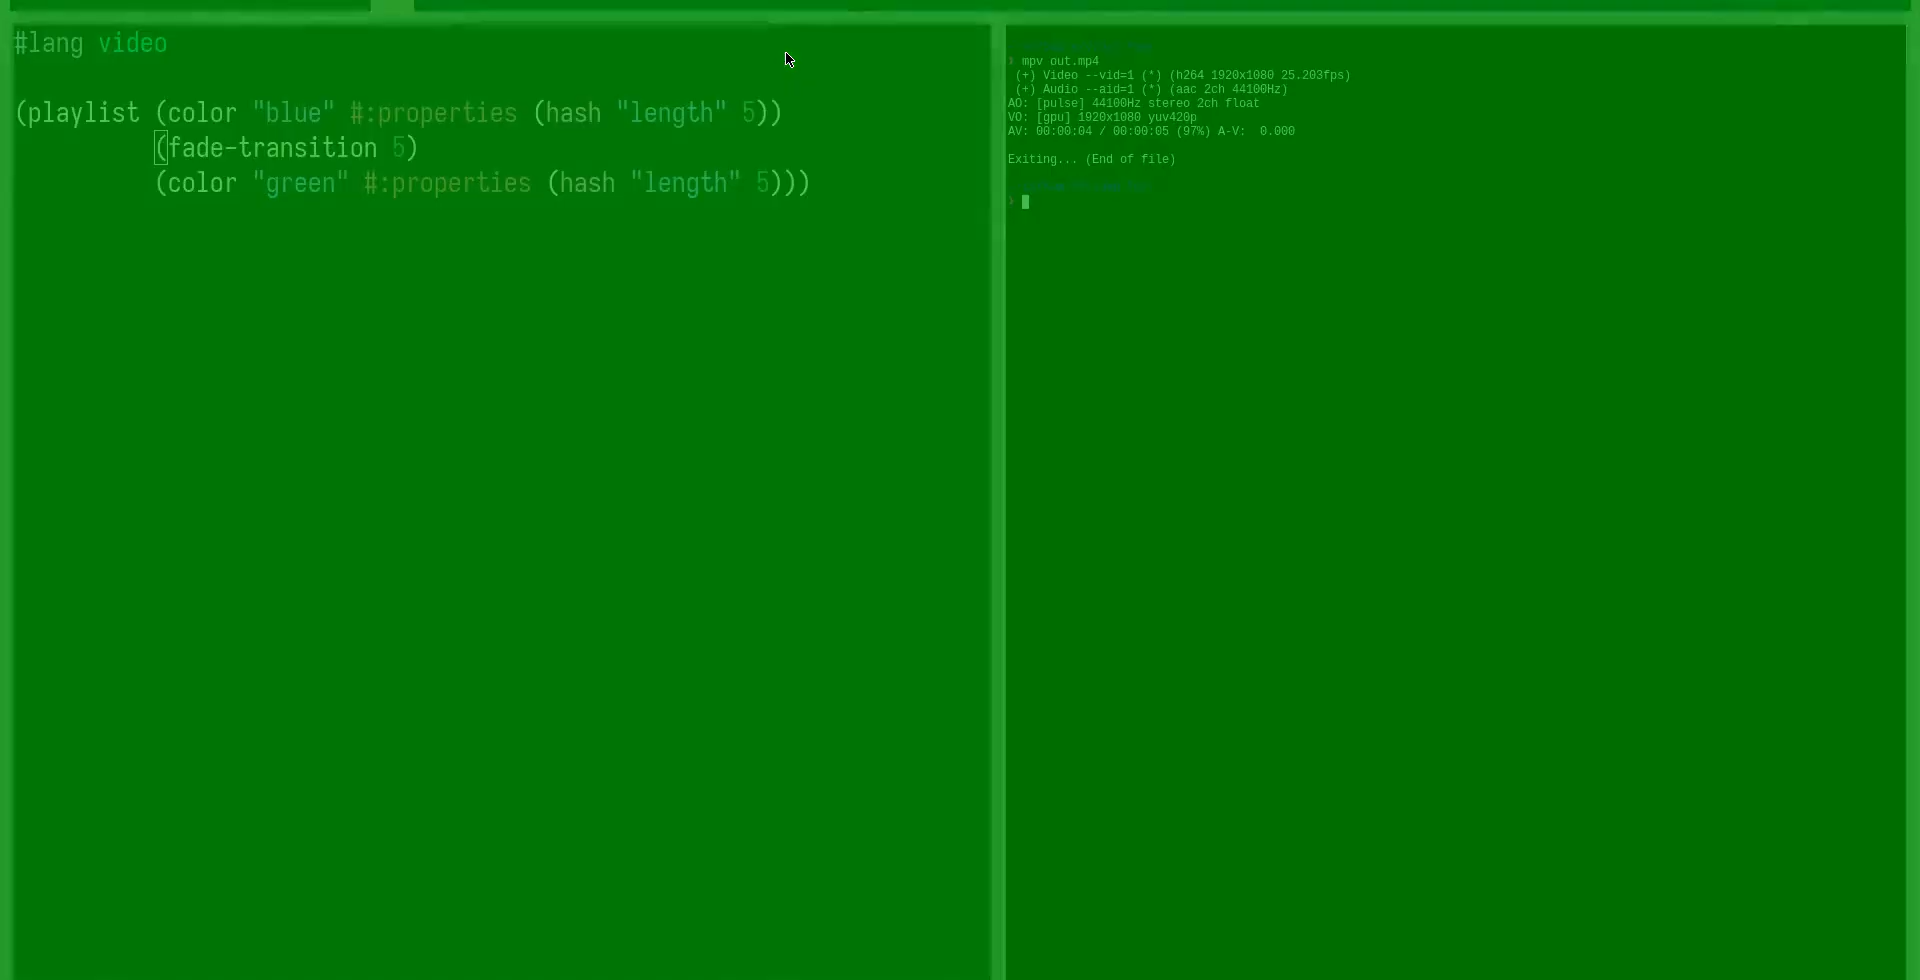 #lang video
(playlist (color "blue" #:properties (hash "length" 5))
(fade-transition 5)
(color "green" #:properties (hash "length" 5)))
› mpv out.mp4
(+) Video --vid=1 (*) (h264 1920x1080 25.203fps)
(+) Audio --aid=1 (*) (aac 2ch 44100Hz)
AO: [pulse] 44100Hz stereo 2ch float
VO: [gpu] 1920x1080 yuv420p
AV: 00:00:04 / 00:00:05 (97%) A-V:  0.000
Exiting... (End of file)
›